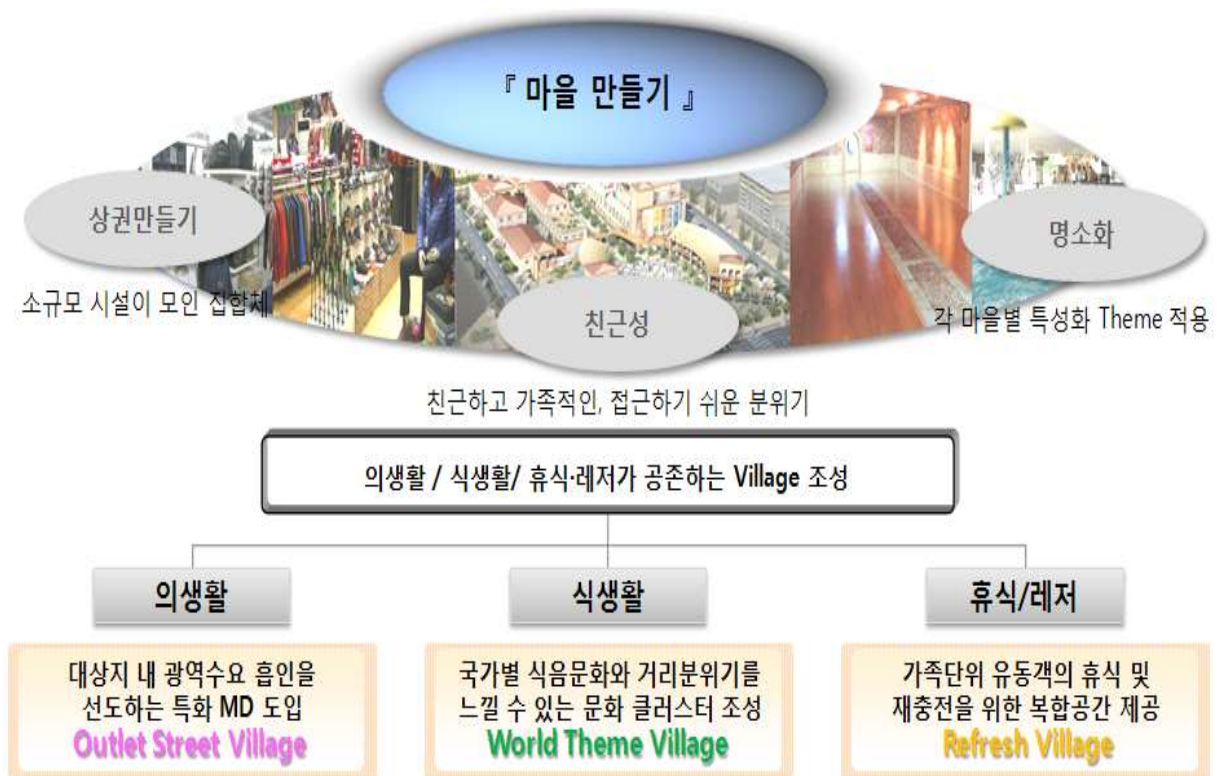 『 마을 만들기 』
상권만들기
소규모 시설이 모인 집합체
친근성
친근하고 가족적인, 접근하기 쉬운 분위기
명소화
각 마을별 특성화 Theme 적용
의생활 / 식생활/ 휴식·레저가 공존하는 Village 조성
의생활
대상지 내 광역수요 흡인을
선도하는 특화 MD 도입
Outlet Street Village
식생활
국가별 식음문화와 거리분위기를
느낄 수 있는 문화 클러스터 조성
World Theme Village
휴식/레저
가족단위 유동객의 휴식 및
재충전을 위한 복합공간 제공
Refresh Village